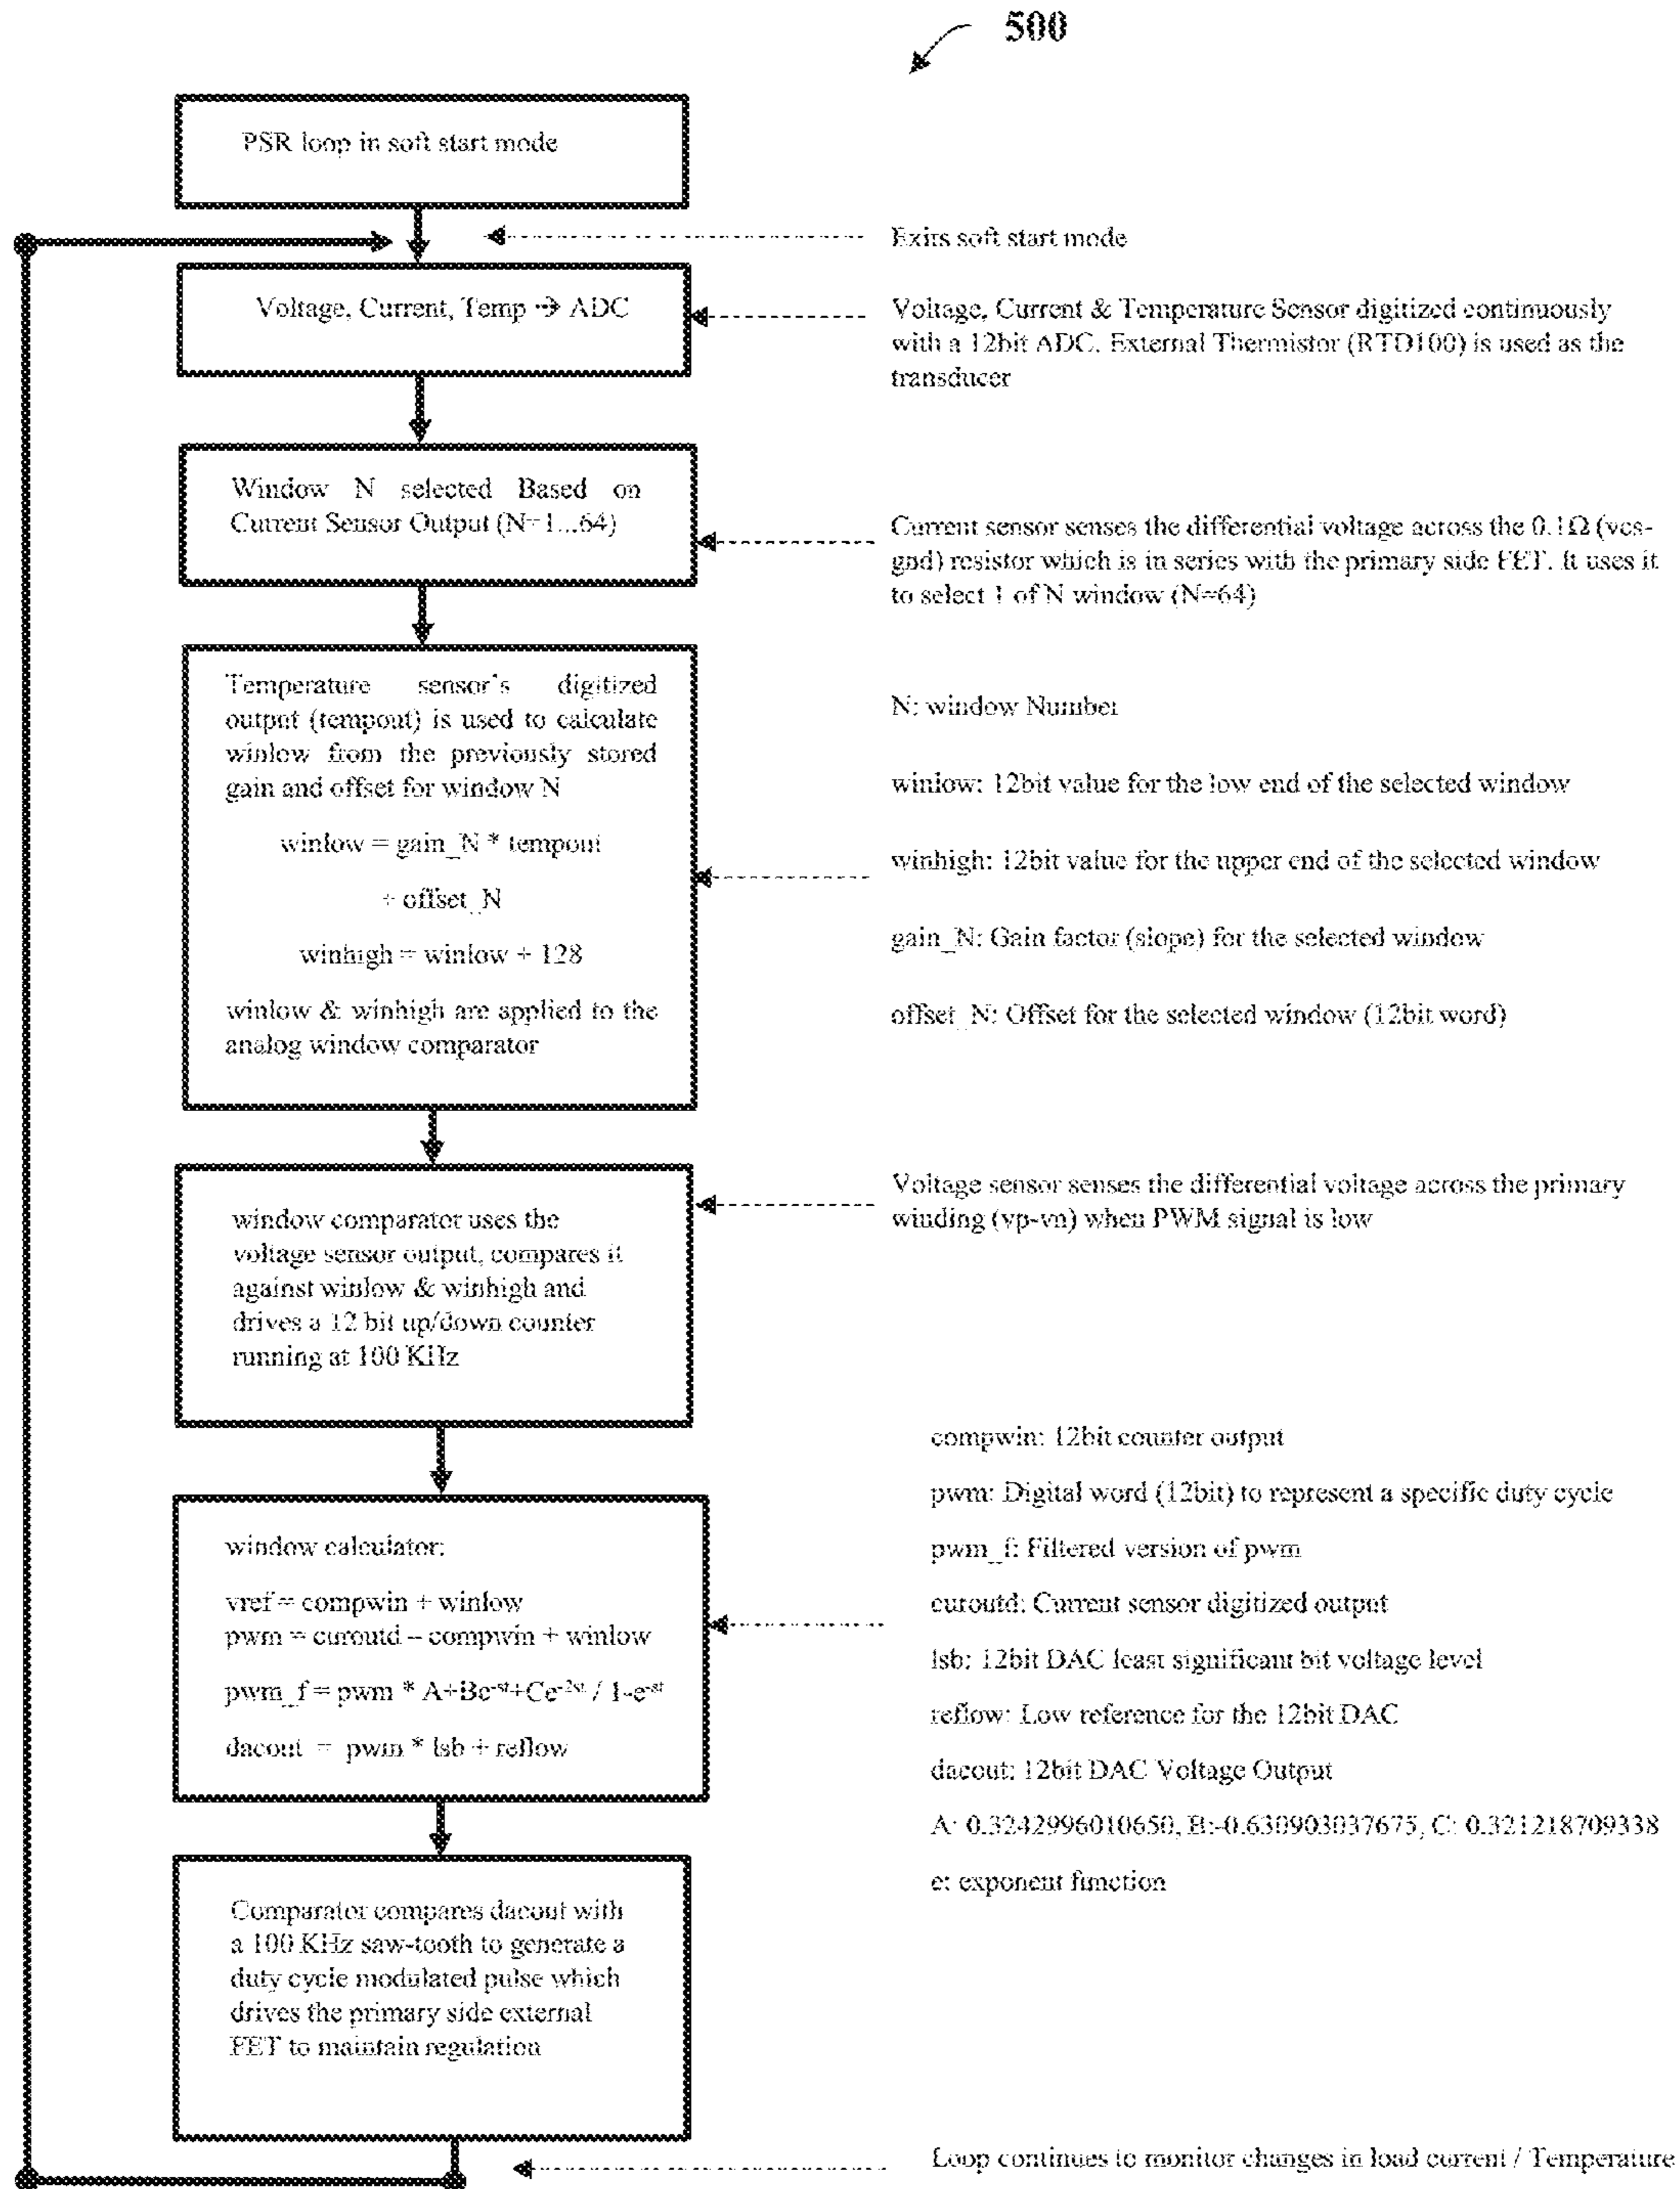 500
PSR loop in soft start mode
Exits soft start mode
Voltage, Current, Temp → ADC
Voltage, Current & Temperature Sensor digitized continuously
with a 12bit ADC. External Thermistor (RTD100) is used as the
transducer
Window N selected Based on
Current Sensor Output (N=1...64)
Current sensor senses the differential voltage across the 0.1Ω (vcs-
gnd) resistor which is in series with the primary side FET. It uses it
to select 1 of N window (N=64)
Temperature sensor's digitized
output (tempout) is used to calculate
winlow from the previously stored
gain and offset for window N
winlow = gain_N * tempout
+ offset_N
winhigh = winlow + 128
winlow & winhigh are applied to the
analog window comparator
N: window Number
winlow: 12bit value for the low end of the selected window
winhigh: 12bit value for the upper end of the selected window
gain_N: Gain factor (slope) for the selected window
offset_N: Offset for the selected window (12bit word)
window comparator uses the
voltage sensor output, compares it
against winlow & winhigh and
drives a 12 bit up/down counter
running at 100 KHz
Voltage sensor senses the differential voltage across the primary
winding (vp-vn) when PWM signal is low
window calculator:
vref = compwin + winlow
pwm = curoutd – compwin + winlow
pwm_f = pwm * A+Be^-st+Ce^-2st / 1-e^-st
dacout = pwm * lsb + reflow
compwin: 12bit counter output
pwm: Digital word (12bit) to represent a specific duty cycle
pwm_f: Filtered version of pwm
curoutd: Current sensor digitized output
lsb: 12bit DAC least significant bit voltage level
reflow: Low reference for the 12bit DAC
dacout: 12bit DAC Voltage Output
A: 0.3242996010650, B:-0.630903037675, C: 0.321218709338
e: exponent function
Comparator compares dacout with
a 100 KHz saw-tooth to generate a
duty cycle modulated pulse which
drives the primary side external
FET to maintain regulation
Loop continues to monitor changes in load current / Temperature